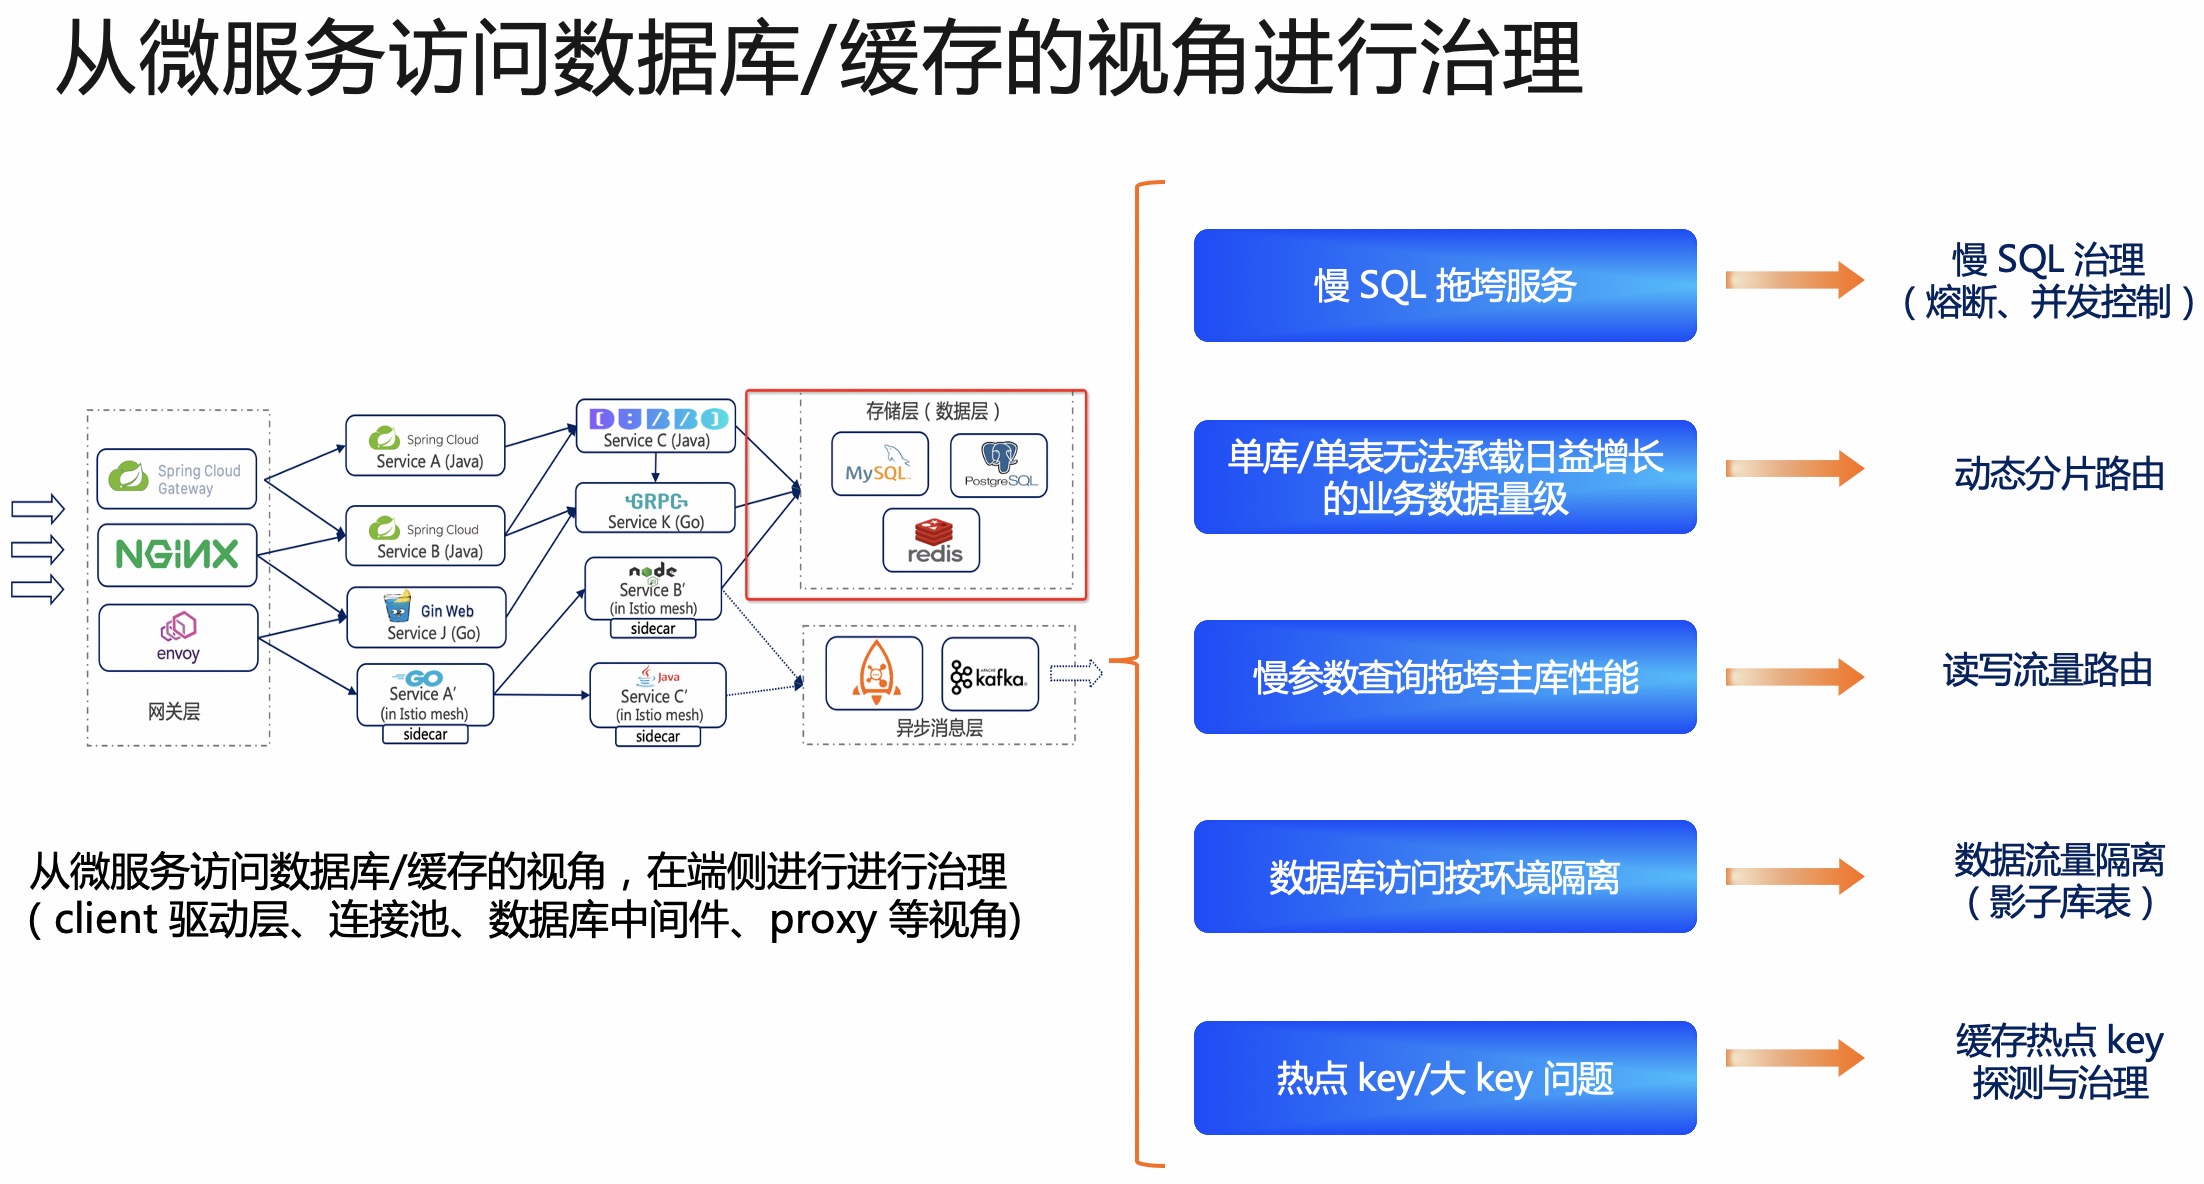 从微服务访问数据库/缓存的视角进行治理
Spring Cloud
Gateway
NGiNX
envoy
网关层
Spring Cloud
Service A (Java)
Spring Cloud
Service B (Java)
Gin Web
Service J (Go)
GO
Service A’
(in Istio mesh)
sidecar
DUBBO
Service C (Java)
GRPC
Service K (Go)
node
Service B’
(in Istio mesh)
sidecar
Java
Service C’
(in Istio mesh)
sidecar
存储层（数据层）
MySQL
PostgreSQL
redis
APACHE
kafka
异步消息层
从微服务访问数据库/缓存的视角，在端侧进行进行治理
（client 驱动层、连接池、数据库中间件、proxy 等视角)
慢 SQL 拖垮服务
慢 SQL 治理
（熔断、并发控制）
单库/单表无法承载日益增长
的业务数据量级
动态分片路由
慢参数查询拖垮主库性能
读写流量路由
数据库访问按环境隔离
数据流量隔离
（影子库表）
热点 key/大 key 问题
缓存热点 key
探测与治理